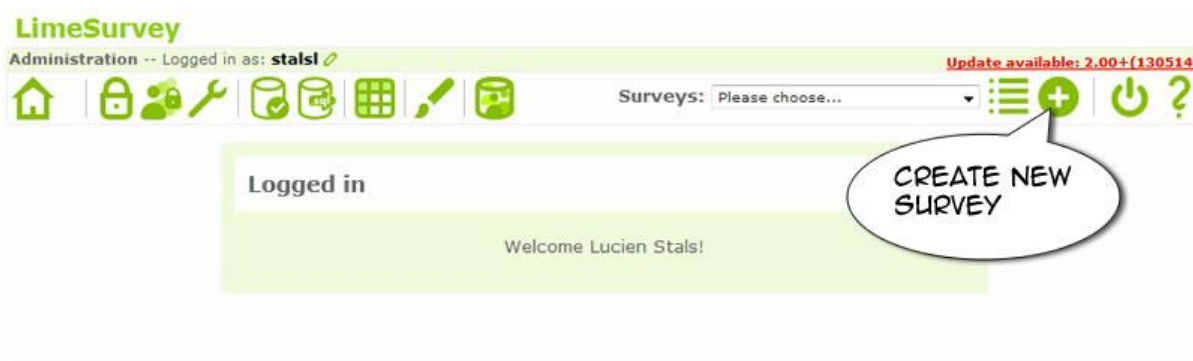 LimeSurvey
Administration -- Logged in as: stalsl
Update available: 2.00+(130514
Surveys: Please choose...
Logged in
CREATE NEW
SURVEY
Welcome Lucien Stals!